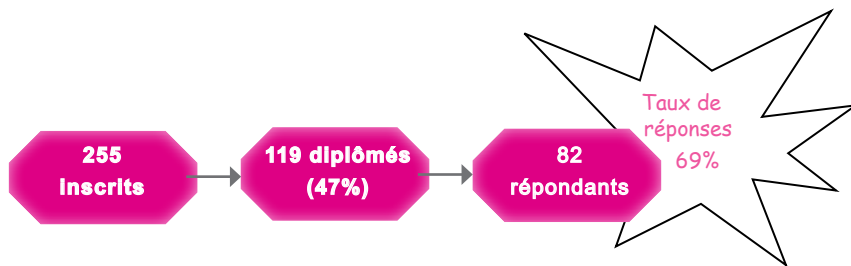 255
inscrits
119 diplômés
(47%)
82
répondants
Taux de
réponses
69%